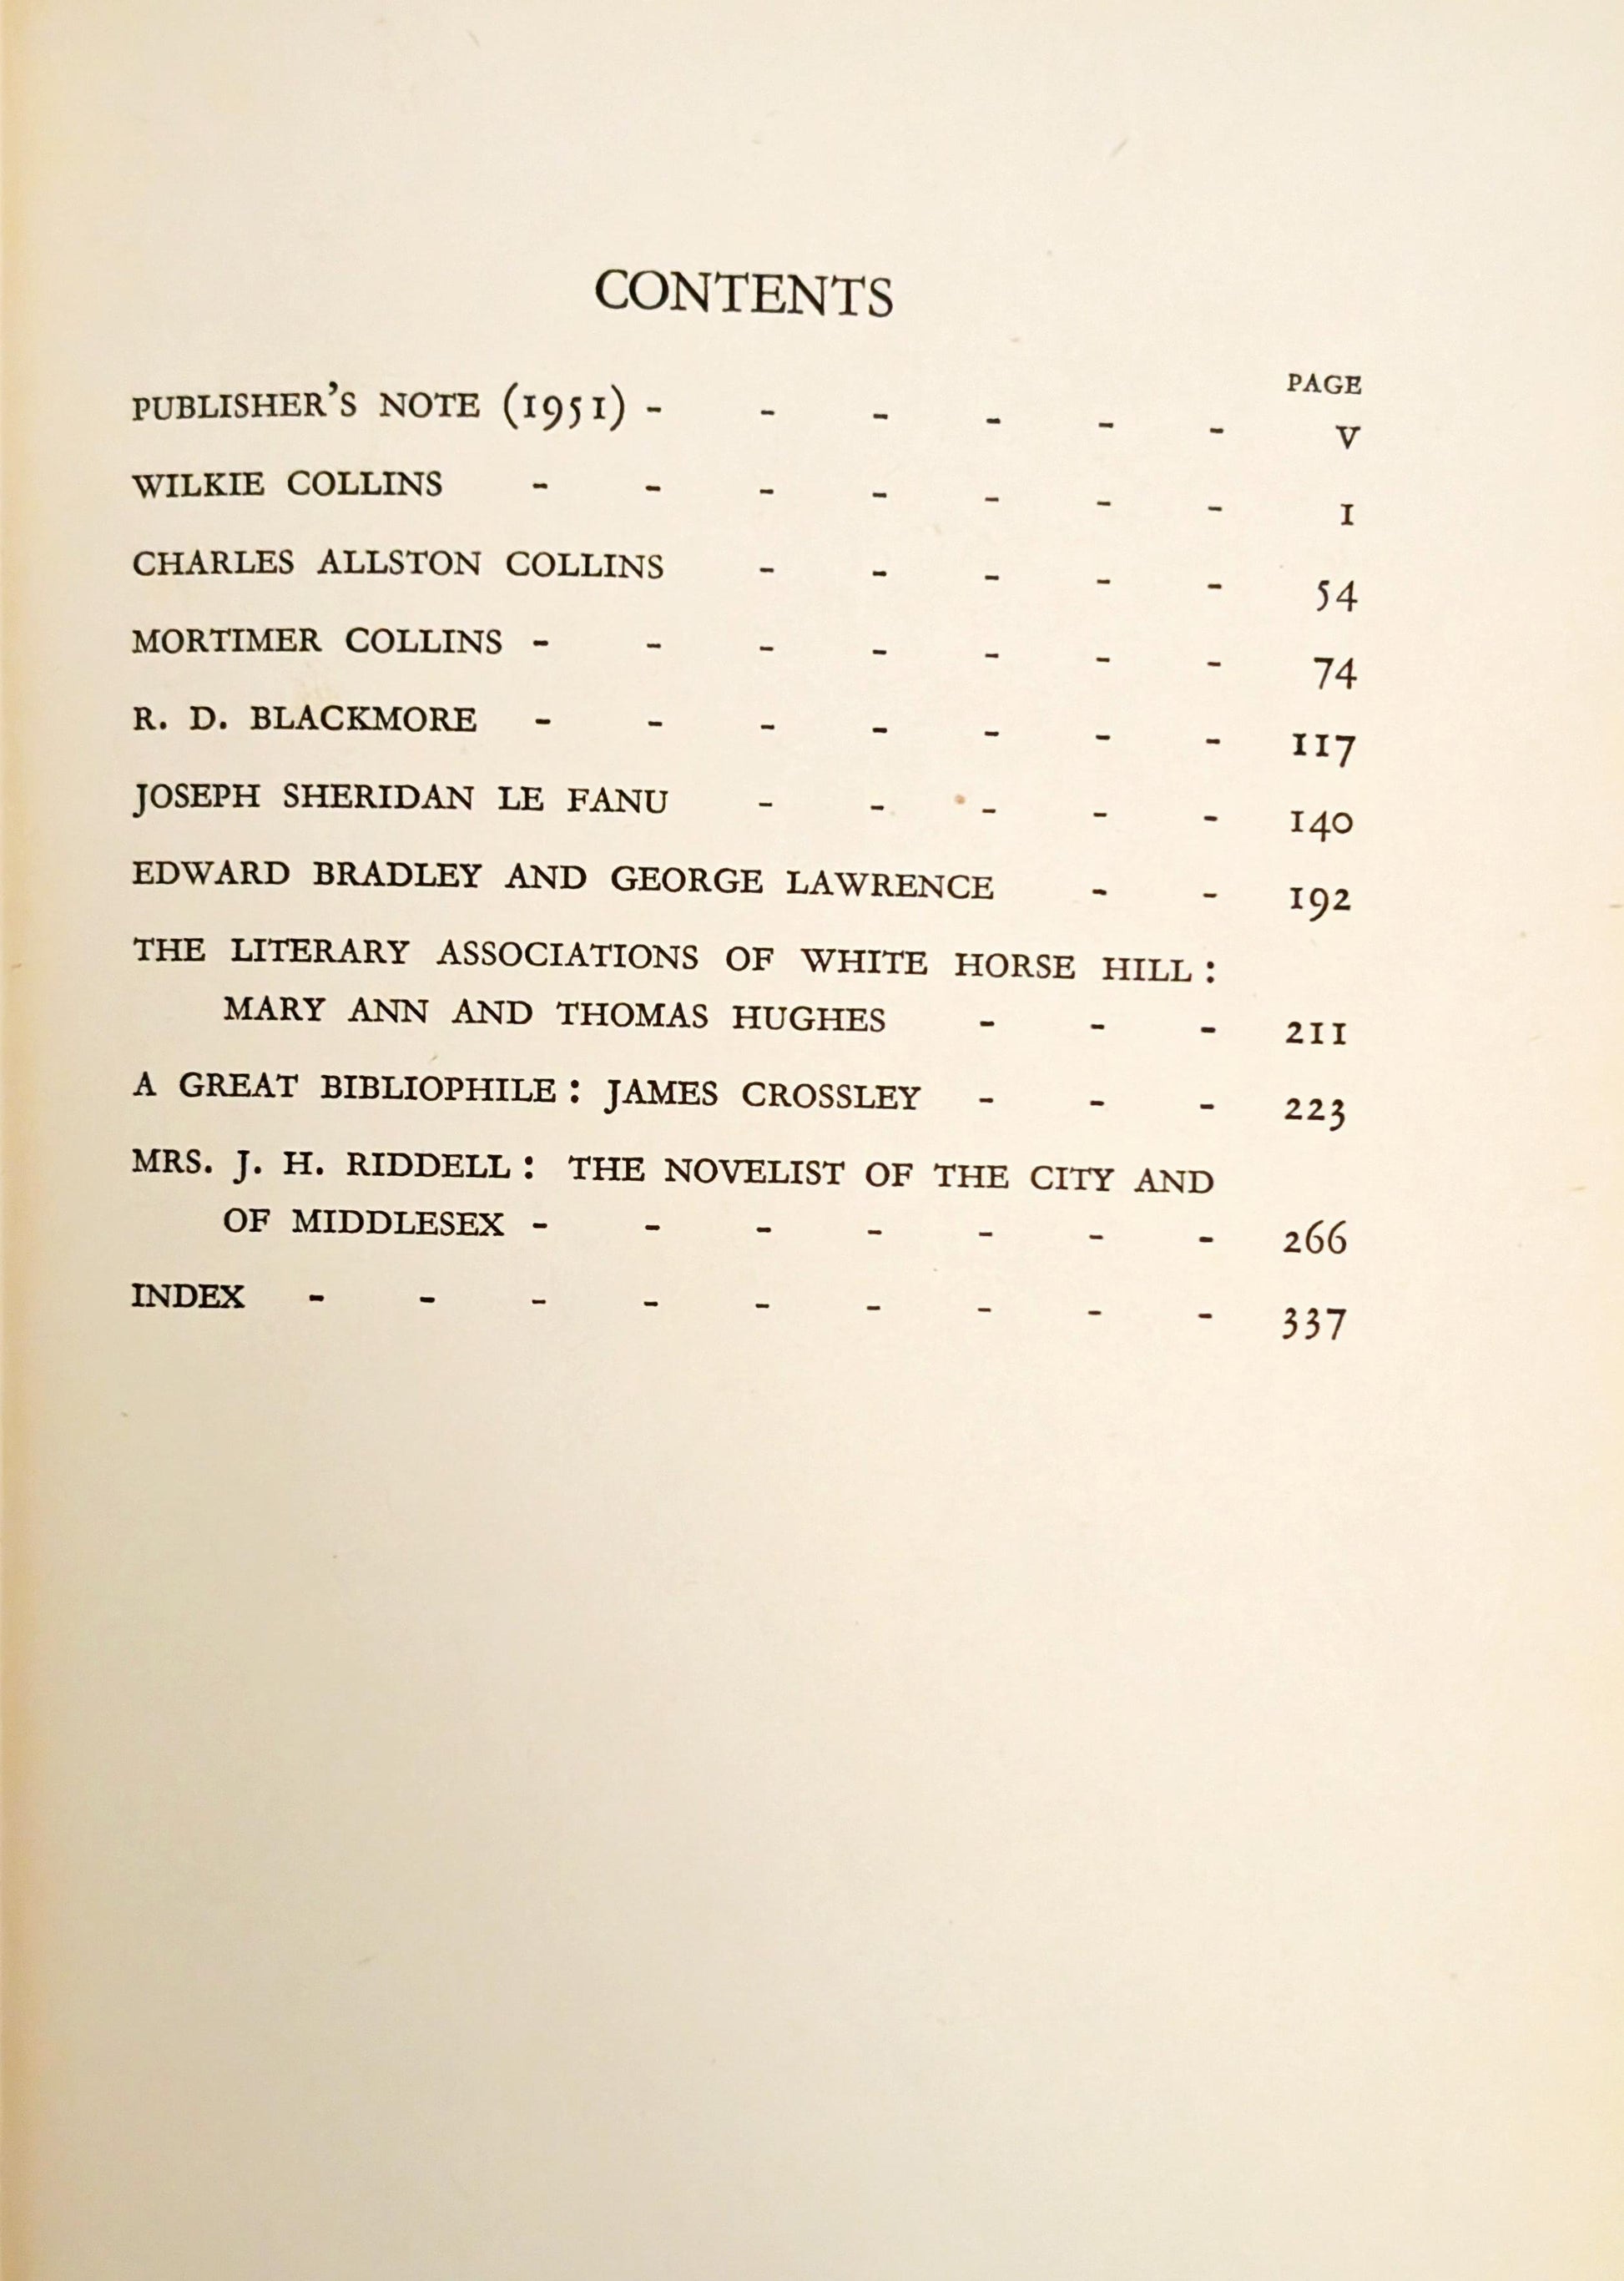 CONTENTS
PAGE
PUBLISHER'S NOTE (1951) - - - - - - V
WILKIE COLLINS - - - - - - - 1
CHARLES ALLSTON COLLINS - - - - - 54
MORTIMER COLLINS - - - - - - - 74
R. D. BLACKMORE - - - - - - - 117
JOSEPH SHERIDAN LE FANU - - - - - 140
EDWARD BRADLEY AND GEORGE LAWRENCE - - 192
THE LITERARY ASSOCIATIONS OF WHITE HORSE HILL :
MARY ANN AND THOMAS HUGHES - - - 211
A GREAT BIBLIOPHILE : JAMES CROSSLEY - - - 223
MRS. J. H. RIDDELL : THE NOVELIST OF THE CITY AND
OF MIDDLESEX - - - - - - - 266
INDEX - - - - - - - - - 337